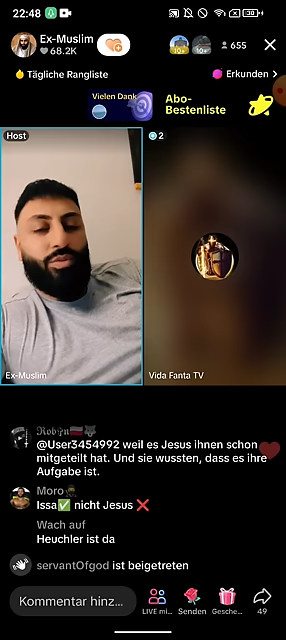 22:48
Ex-Muslim
68.2K
10+
10+
655
Tägliche Rangliste
Erkunden >
Vielen Dank
Abo-
Bestenliste
Host
2
Ex-Muslim
Vida Fanta TV
@User3454992 weil es Jesus ihnen schon
mitgeteilt hat. Und sie wussten, dass es ihre
Aufgabe ist.
Moro
Issa✅ nicht Jesus ❌
Wach auf
Heuchler ist da
servantOfgod ist beigetreten
Kommentar hinz...
LIVE mi...
Senden
Gesche...
49